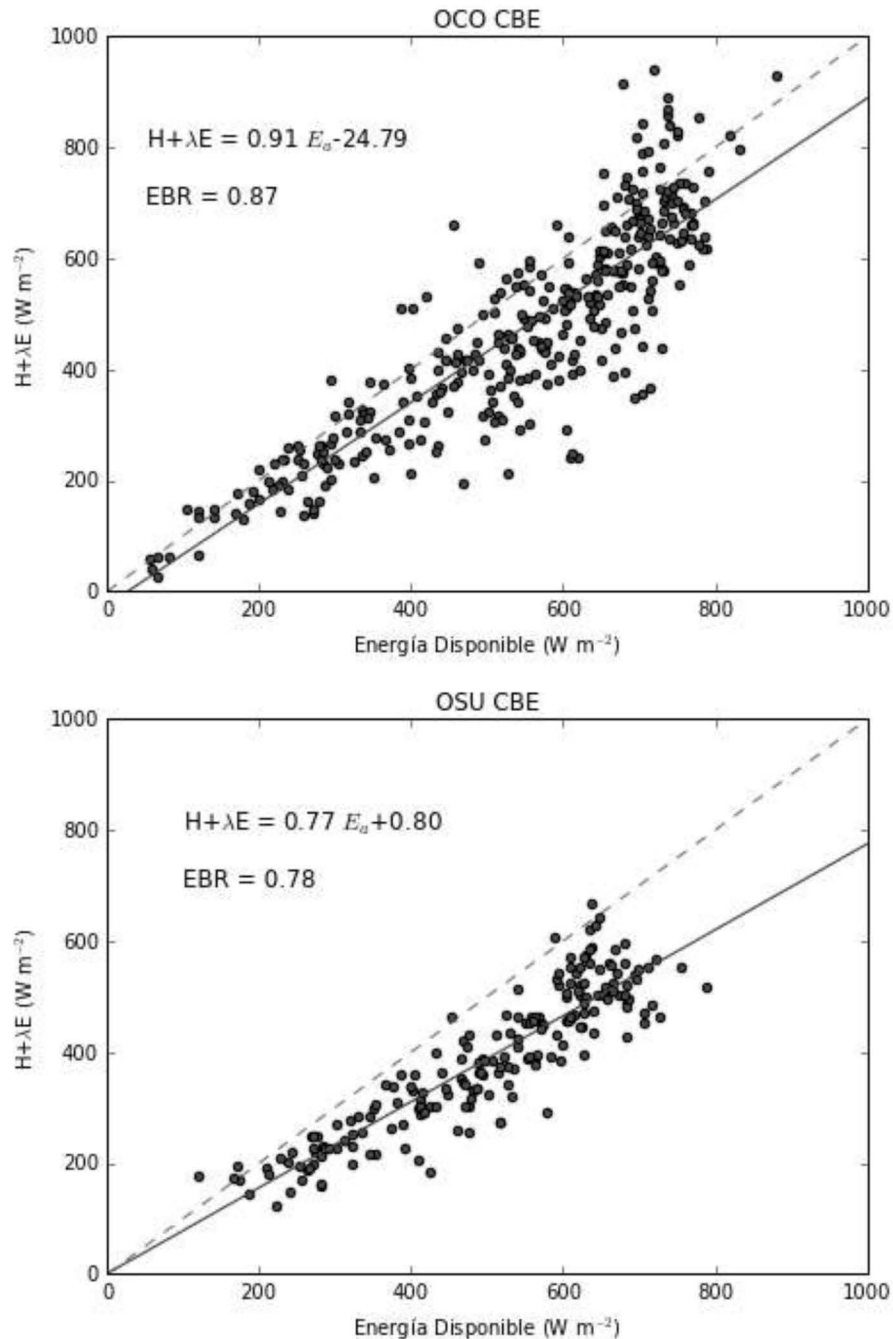 OCO CBE
1000
800
600
400
200
0
H+λE (W m⁻²)
H+λE = 0.91 Eₐ-24.79
EBR = 0.87
0 200 400 600 800 1000
Energía Disponible (W m⁻²)
OSU CBE
1000
800
600
400
200
0
H+λE (W m⁻²)
H+λE = 0.77 Eₐ+0.80
EBR = 0.78
0 200 400 600 800 1000
Energía Disponible (W m⁻²)